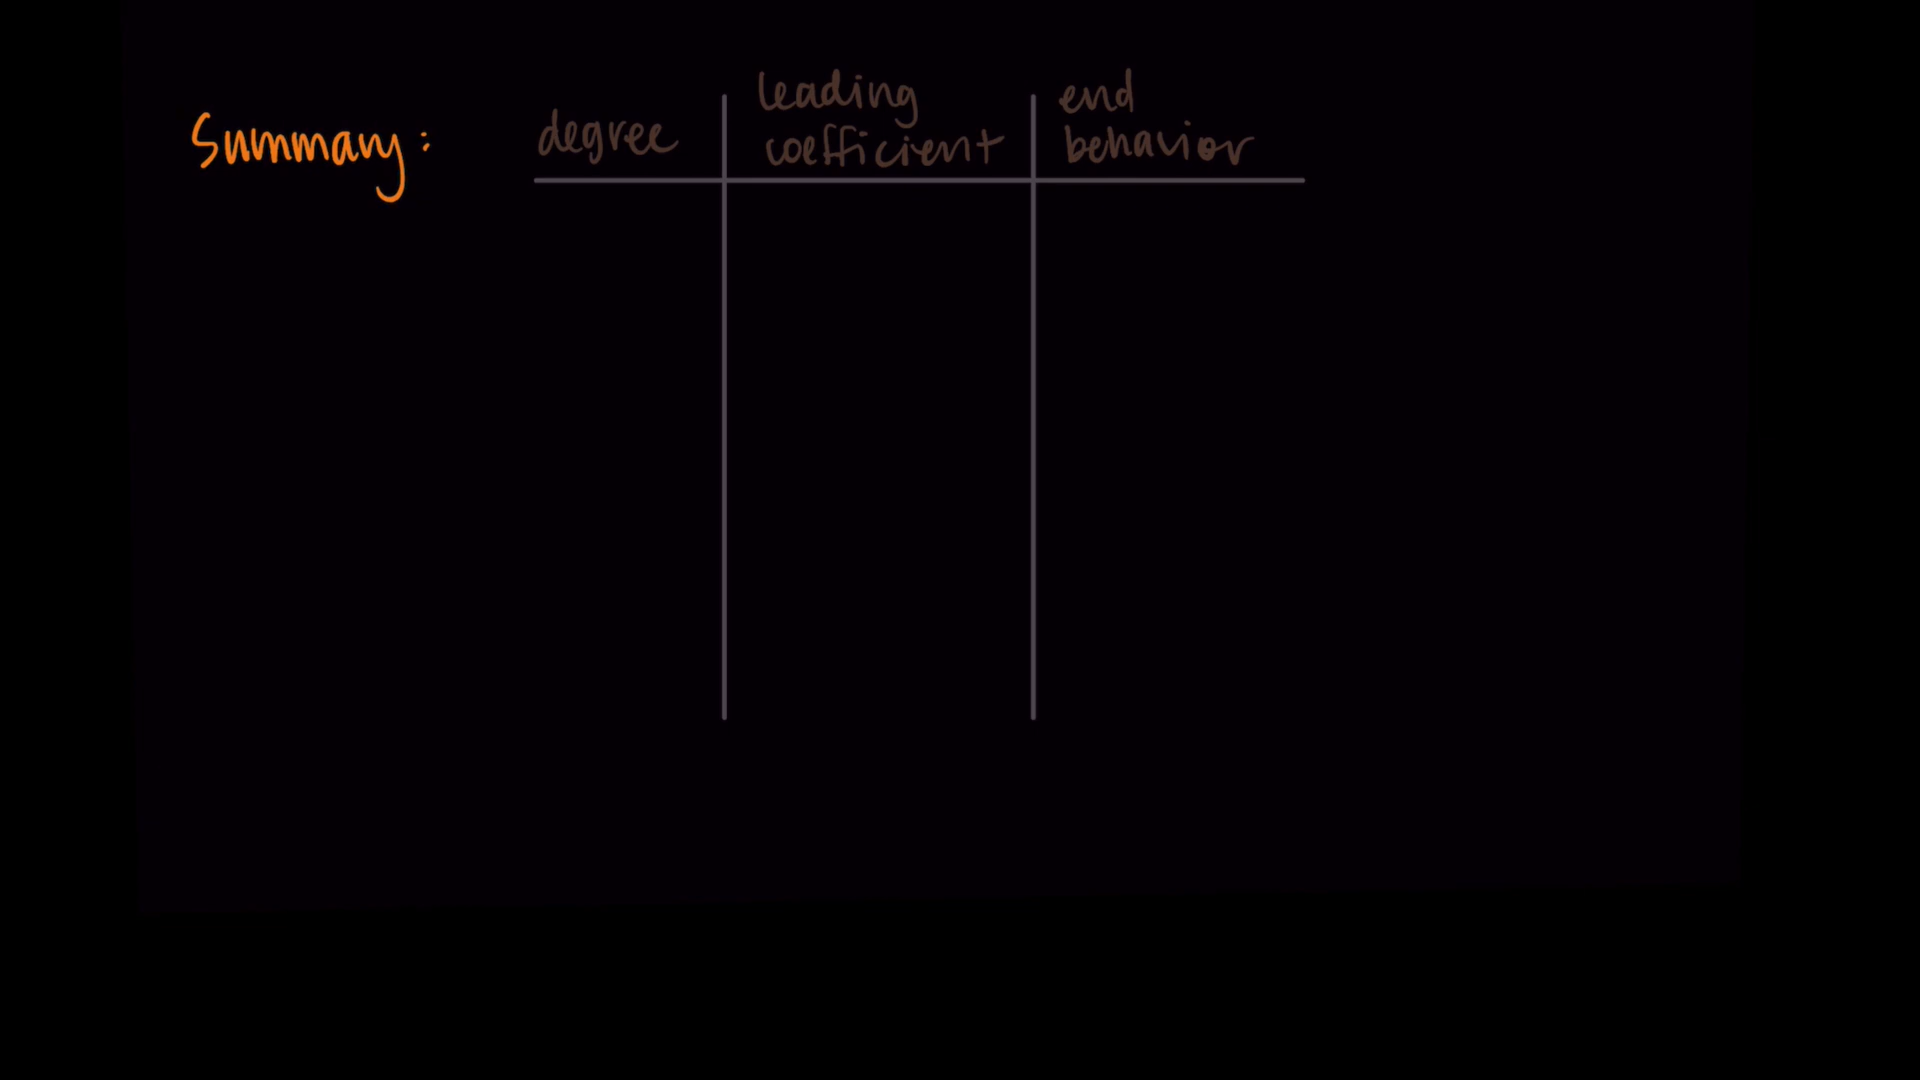 Summary:
degree
leading
coefficient
end
behavior